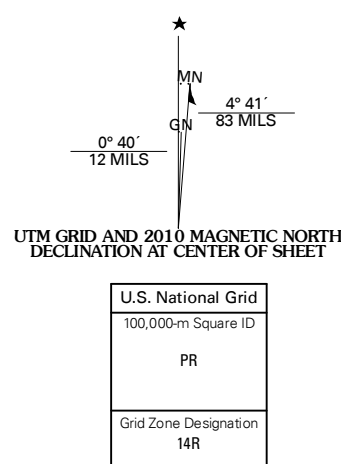 ★
MN
4° 41´
83 MILS
GN
0° 40´
12 MILS
UTM GRID AND 2010 MAGNETIC NORTH
DECLINATION AT CENTER OF SHEET
U.S. National Grid
100,000-m Square ID
PR
Grid Zone Designation
14R